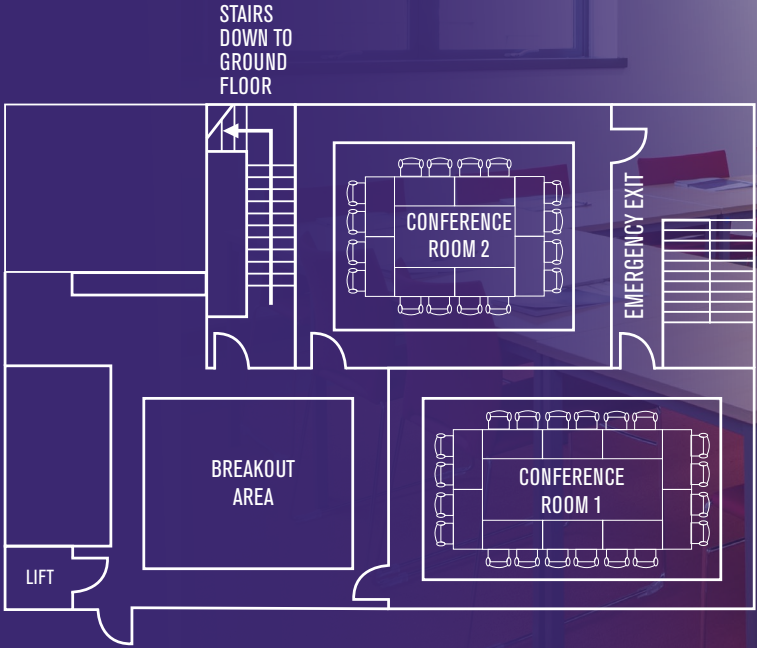 STAIRS
DOWN TO
GROUND
FLOOR
CONFERENCE
ROOM 2
EMERGENCY EXIT
BREAKOUT
AREA
CONFERENCE
ROOM 1
LIFT